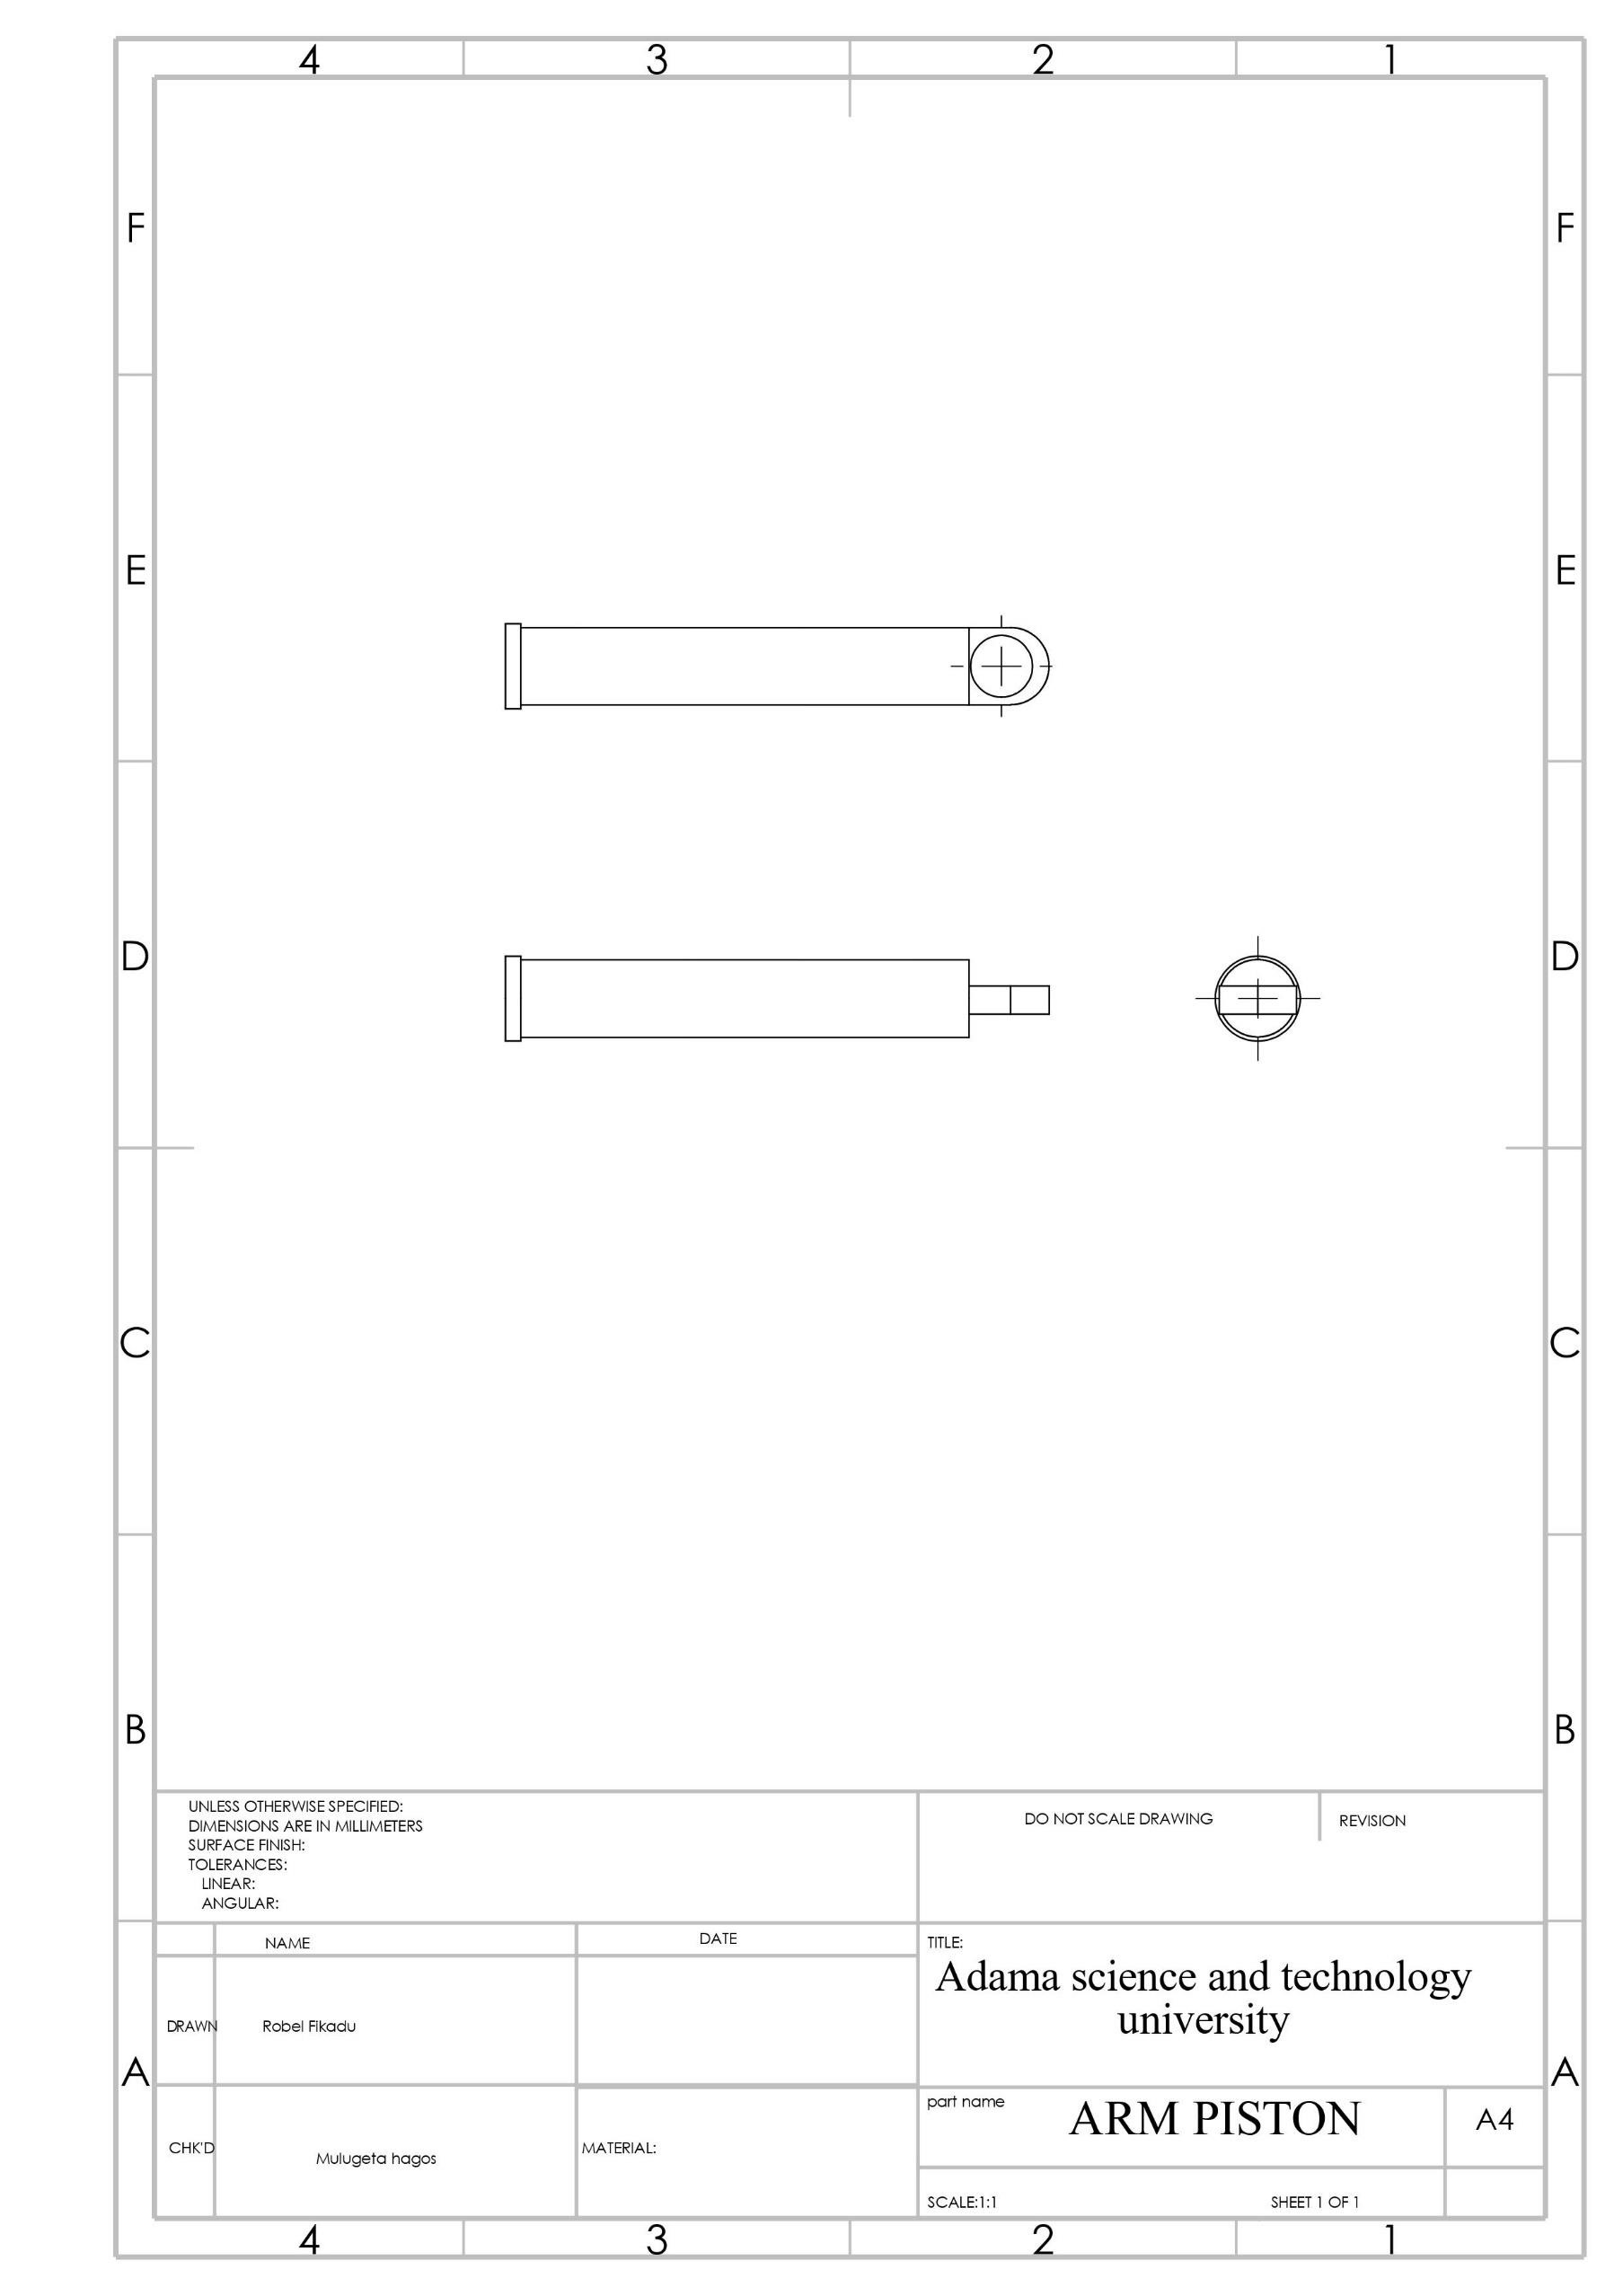 4 3 2 1
F F
E E
D D
C C
B B
UNLESS OTHERWISE SPECIFIED:
DIMENSIONS ARE IN MILLIMETERS
SURFACE FINISH:
TOLERANCES:
LINEAR:
ANGULAR:
DO NOT SCALE DRAWING
REVISION
NAME
DATE
TITLE:
Adama science and technology
university
DRAWN Robel Fikadu
A A
part name
ARM PISTON
A4
CHK'D
Mulugeta hagos
MATERIAL:
SCALE:1:1
SHEET 1 OF 1
4 3 2 1